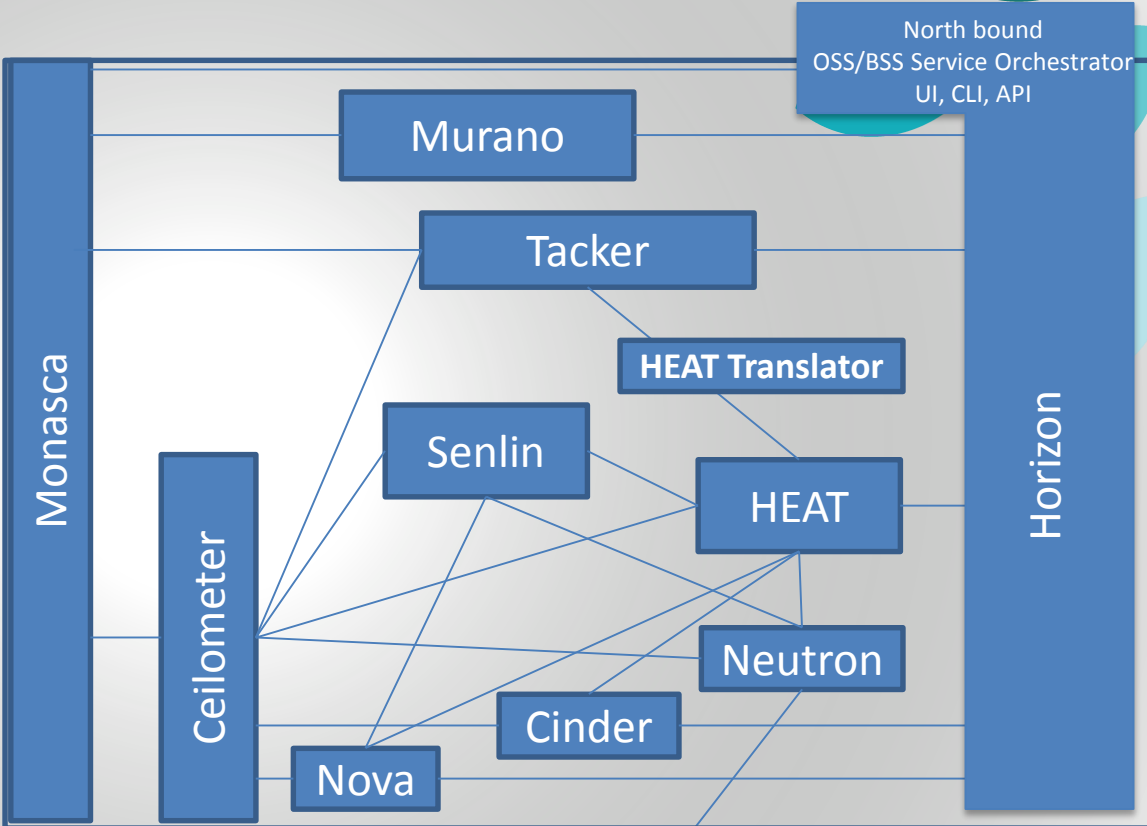 North bound
OSS/BSS Service Orchestrator
UI, CLI, API
Murano
Tacker
HEAT Translator
Monasca
Senlin
HEAT
Horizon
Ceilometer
Neutron
Cinder
Nova